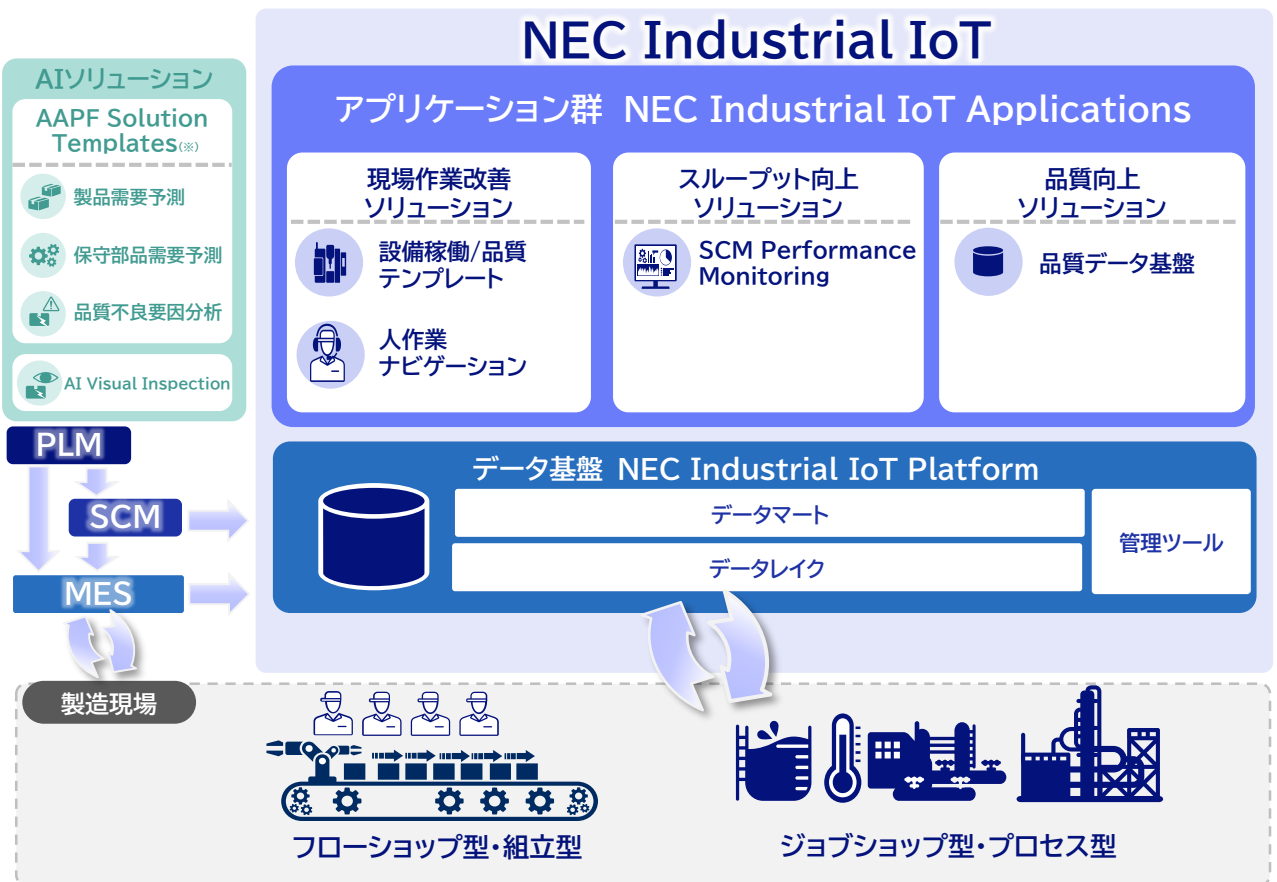 NEC Industrial IoT
AIソリューション
AAPF Solution
Templates(※)
製品需要予測
保守部品需要予測
品質不良要因分析
AI Visual Inspection
アプリケーション群 NEC Industrial IoT Applications
現場作業改善
ソリューション
設備稼働/品質
テンプレート
人作業
ナビゲーション
スループット向上
ソリューション
SCM Performance
Monitoring
品質向上
ソリューション
品質データ基盤
PLM
SCM
MES
データ基盤 NEC Industrial IoT Platform
データマート
データレイク
管理ツール
製造現場
フローショップ型・組立型
ジョブショップ型・プロセス型